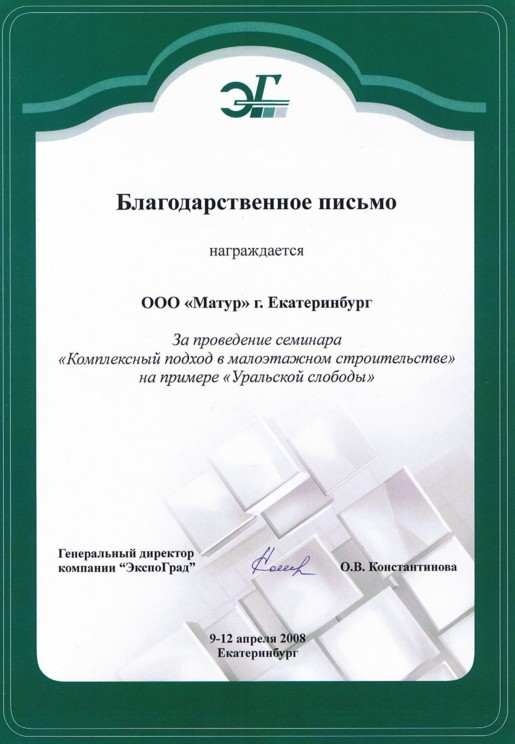 ЭГ
Благодарственное письмо
награждается
ООО «Матур» г. Екатеринбург
За проведение семинара
«Комплексный подход в малоэтажном строительстве»
на примере «Уральской слободы»
Генеральный директор
компании “ЭкспоГрад”
О.В. Константинова
9-12 апреля 2008
Екатеринбург